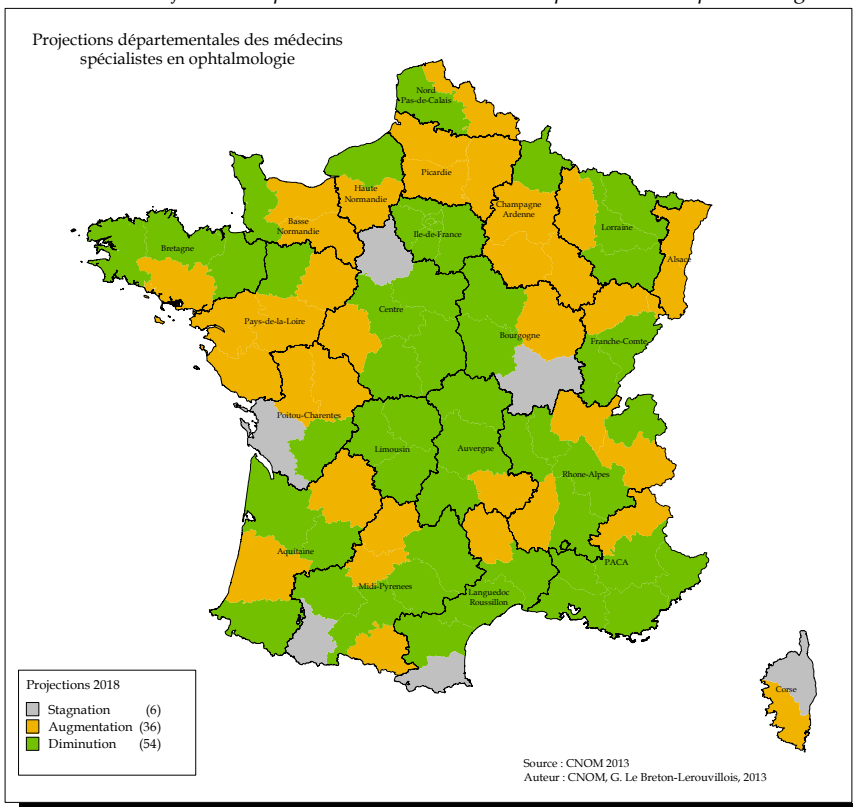 Projections départementales des médecins
spécialistes en ophtalmologie
Nord
Pas-de-Calais
Picardie
Haute
Normandie
Champagne
Ardenne
Basse
Normandie
Ile-de-France
Lorraine
Alsace
Bretagne
Pays-de-la-Loire
Centre
Bourgogne
Franche-Comte
Poitou-Charentes
Limousin
Auvergne
Rhone-Alpes
Aquitaine
Midi-Pyrenees
Languedoc
Roussillon
PACA
Corse
Projections 2018
Stagnation (6)
Augmentation (36)
Diminution (54)
Source : CNOM 2013
Auteur : CNOM, G. Le Breton-Lerouvillois, 2013